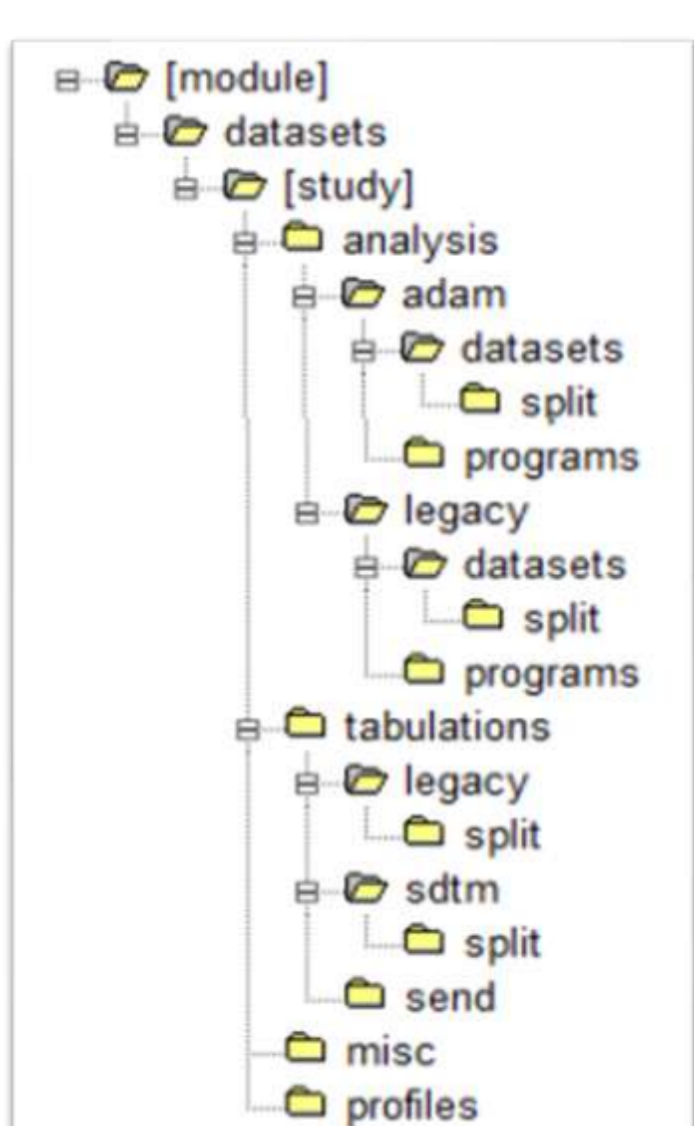 [module]
datasets
[study]
analysis
adam
datasets
split
programs
legacy
datasets
split
programs
tabulations
legacy
split
sdtm
split
send
misc
profiles